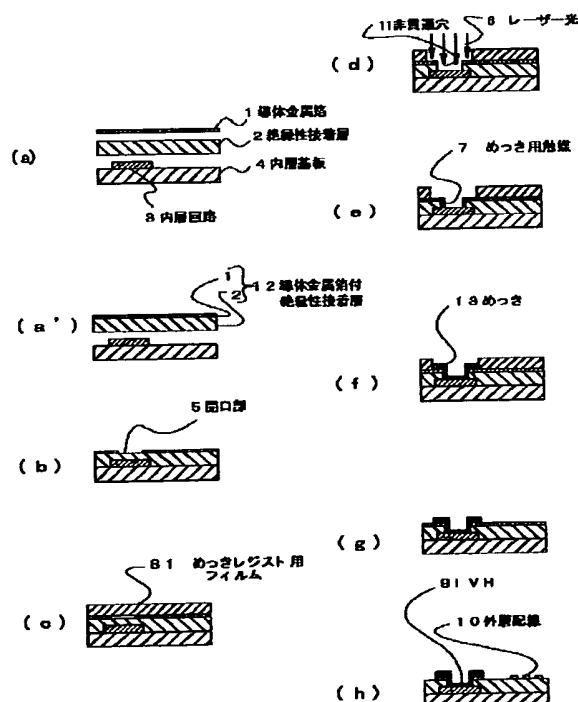 (a)
1 導体金属箔
2 絶縁性接着層
4 内層基板
3 内層回路
(a')
1
2
12 導体金属箔付
絶縁性接着層
(b)
5 開口部
(c)
81 めっきレジスト用
フィルム
(d)
11 非貫通穴
6 レーザー光
(e)
7 めっき用触媒
(f)
13 めっき
(g)
(h)
9 IVH
10 外層配線